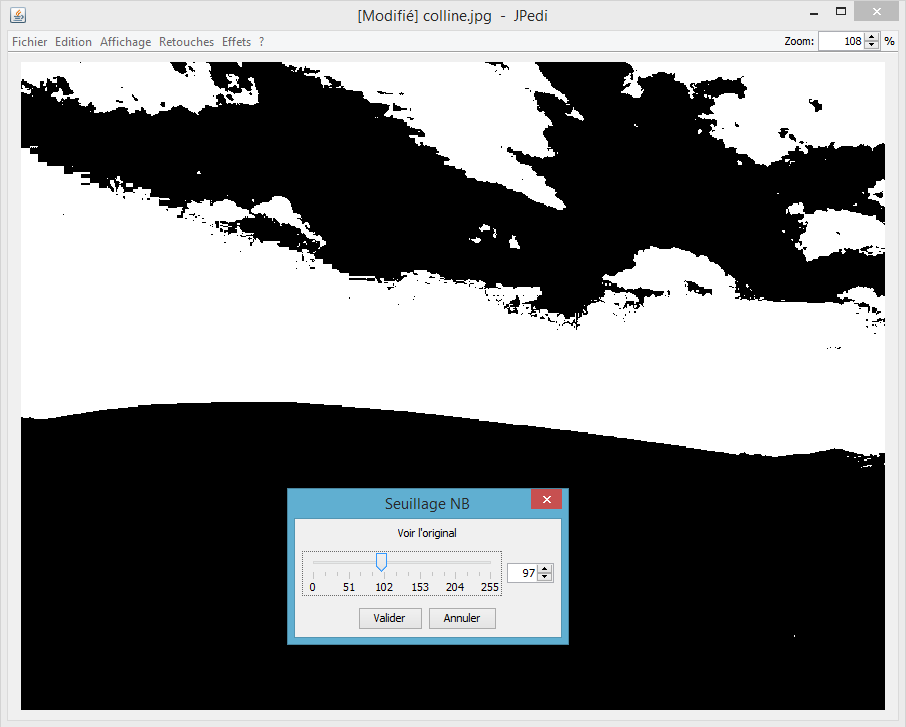 [Modifié] colline.jpg - JPedi
Fichier Edition Affichage Retouches Effets ? Zoom: 108 %
Seuillage NB
Voir l'original
97
0 51 102 153 204 255
Valider Annuler